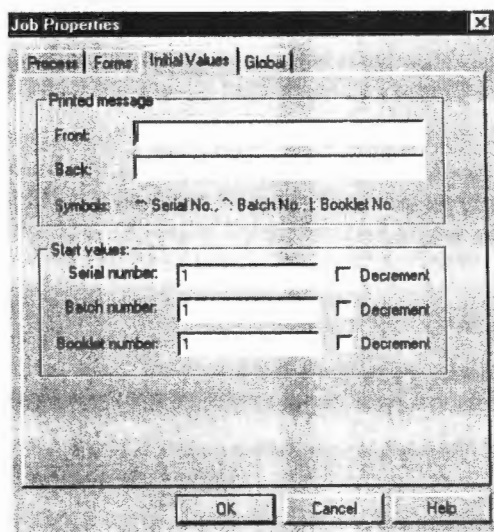 Job Properties
Process Forms Initial Values Global
Printed message
Front:
Back:
Symbols: ~ Serial No., ^ Batch No., | Booklet No.
Start values:
Serial number: 1 Decrement
Batch number: 1 Decrement
Booklet number: 1 Decrement
OK Cancel Help